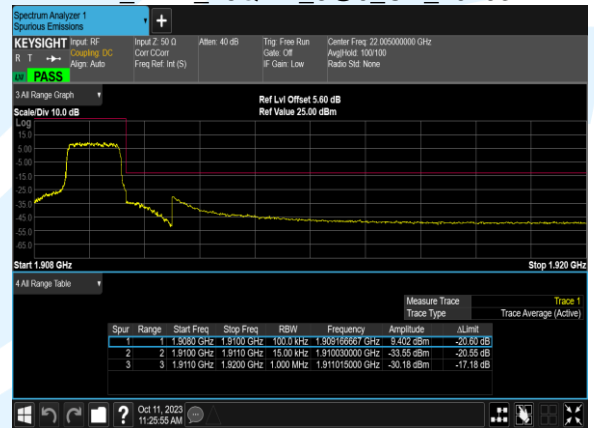 Spectrum Analyzer 1
Spurious Emissions
+
KEYSIGHT Input: RF Input Z: 50 Ω Atten: 40 dB Trig: Free Run Center Freq: 22.005000000 GHz
R T Coupling: DC Corr CCorr Gate: Off Avg|Hold: 100/100
Align: Auto Freq Ref: Int (S) IF Gain: Low Radio Std: None
PASS
3 All Range Graph
Ref Lvl Offset 5.60 dB
Scale/Div 10.0 dB Ref Value 25.00 dBm
Log
15.0
5.00
-5.00
-15.0
-25.0
-35.0
-45.0
-55.0
-65.0
Start 1.908 GHz Stop 1.920 GHz
4 All Range Table
Measure Trace Trace 1
Trace Type Trace Average (Active)
Spur Range Start Freq Stop Freq RBW Frequency Amplitude ΔLimit
1 1 1.9080 GHz 1.9100 GHz 100.0 kHz 1.909166667 GHz 9.402 dBm -20.60 dB
2 2 1.9100 GHz 1.9110 GHz 15.00 kHz 1.910030000 GHz -33.55 dBm -20.55 dB
3 3 1.9110 GHz 1.9200 GHz 1.000 MHz 1.911015000 GHz -30.18 dBm -17.18 dB
? Oct 11, 2023
11:25:55 AM